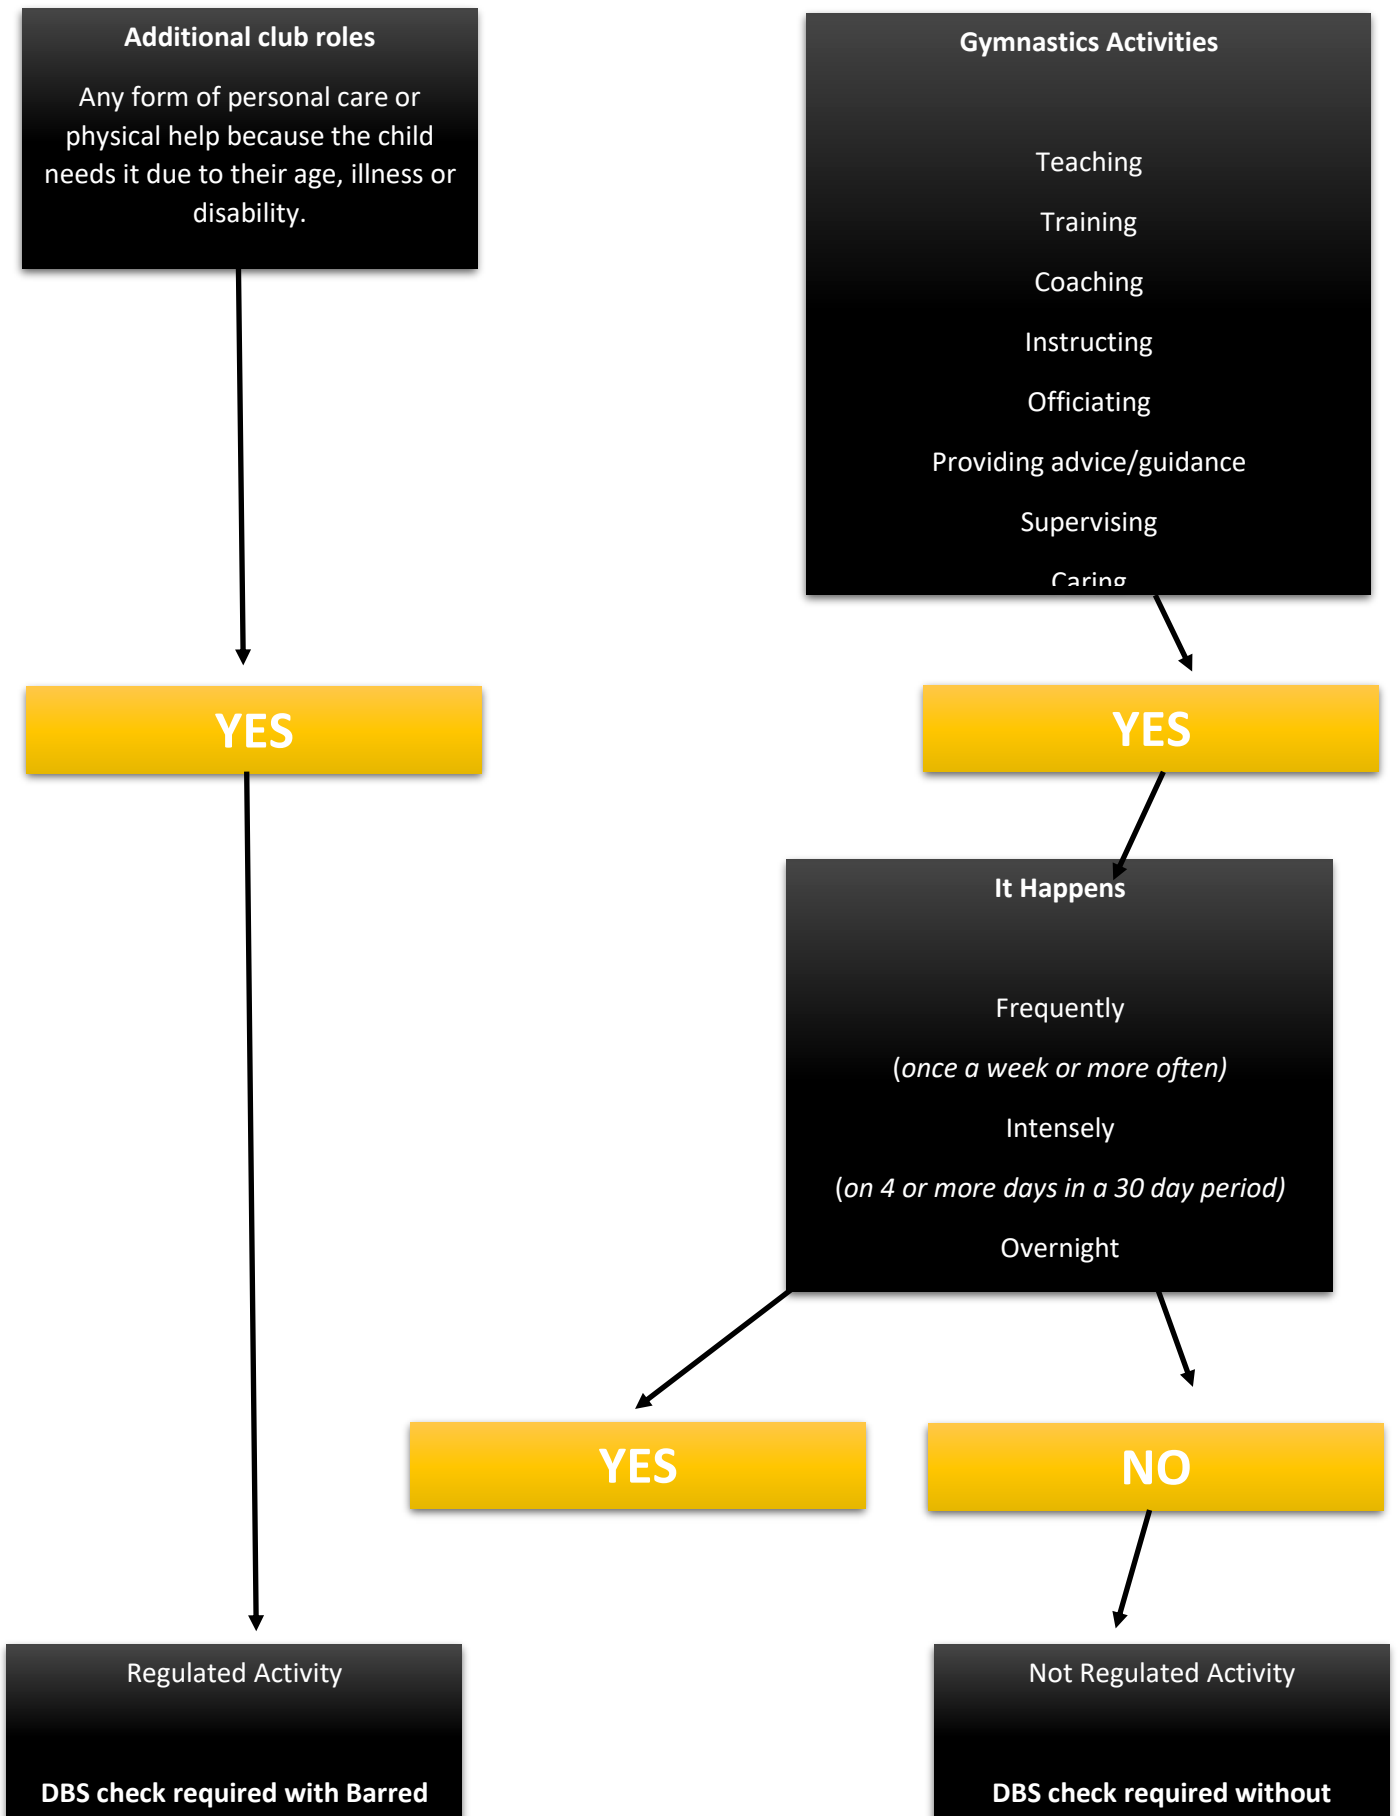 Additional club roles
Any form of personal care or
physical help because the child
needs it due to their age, illness or
disability.
Gymnastics Activities
Teaching
Training
Coaching
Instructing
Officiating
Providing advice/guidance
Supervising
Caring
YES
YES
It Happens
Frequently
(once a week or more often)
Intensely
(on 4 or more days in a 30 day period)
Overnight
YES
NO
Regulated Activity
DBS check required with Barred
Not Regulated Activity
DBS check required without